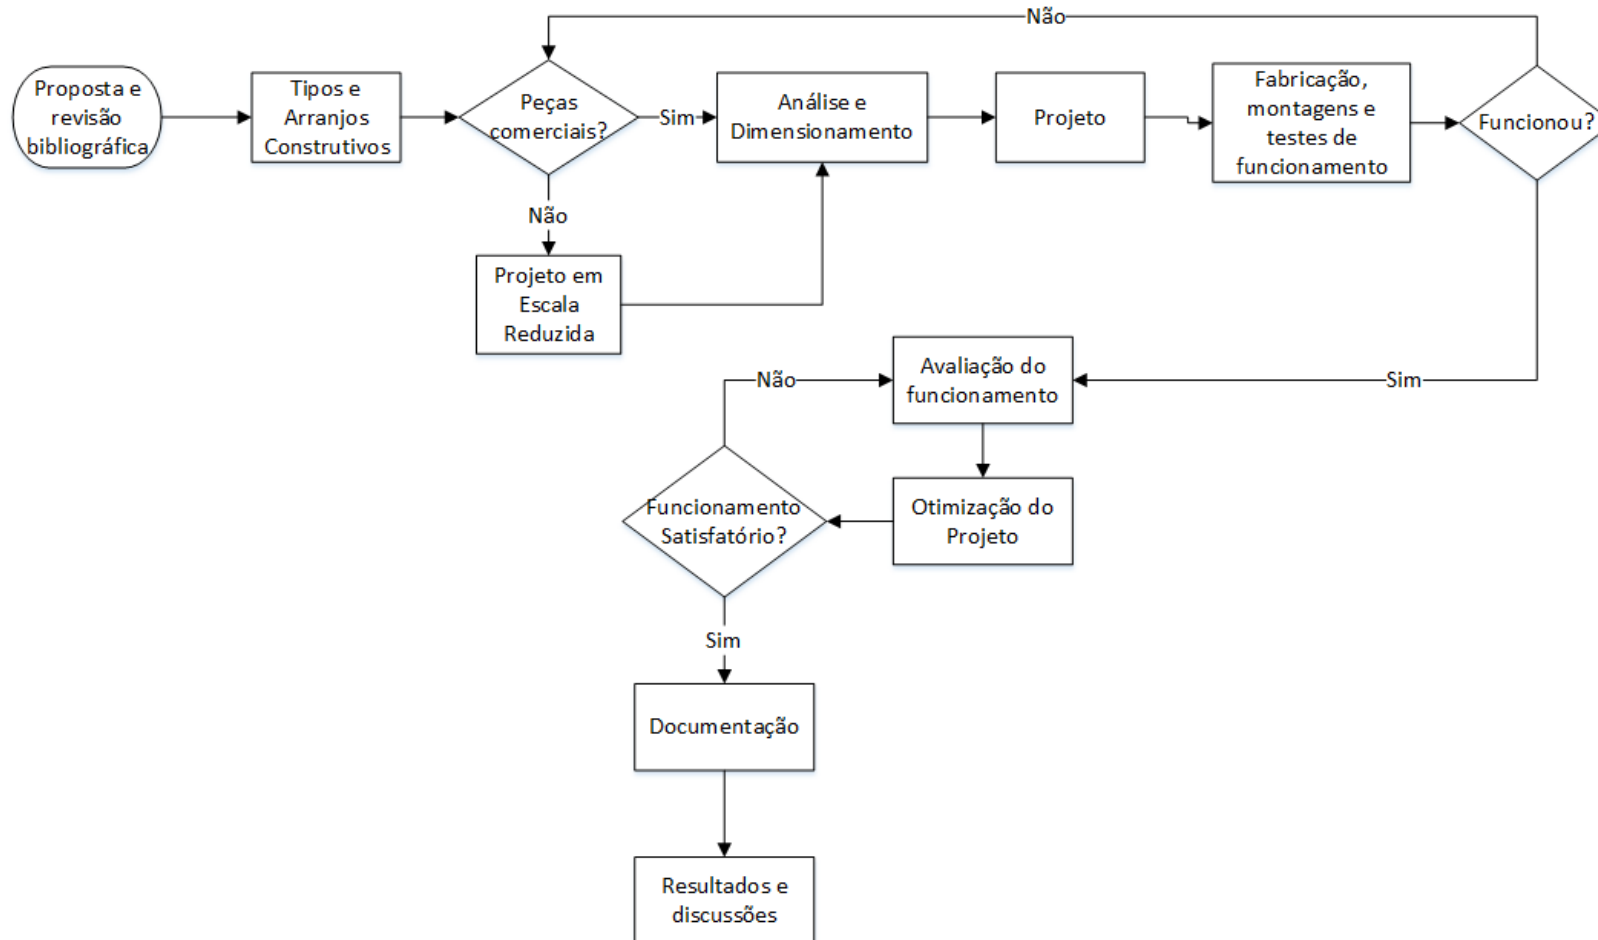 Não
Proposta e
revisão
bibliográfica
Tipos e
Arranjos
Construtivos
Peças
comerciais?
Sim
Análise e
Dimensionamento
Projeto
Fabricação,
montagens e
testes de
funcionamento
Funcionou?
Não
Projeto em
Escala
Reduzida
Avaliação do
funcionamento
Não
Sim
Funcionamento
Satisfatório?
Otimização do
Projeto
Sim
Documentação
Resultados e
discussões